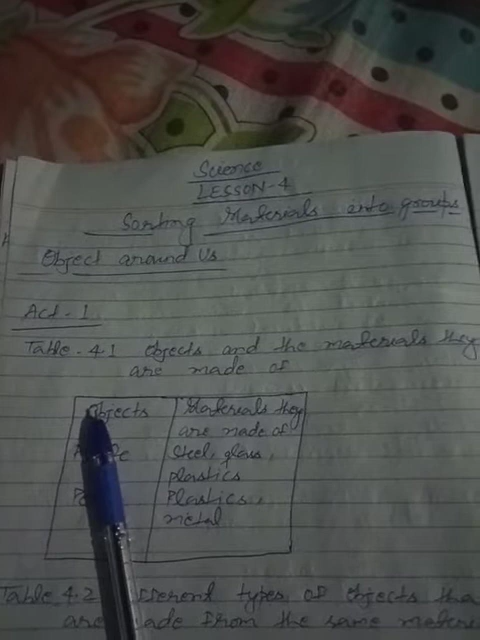 Science
LESSON-4
Sorting Materials into groups
Object around Us
Act-1
Table-4.1 Objects and the materials they
are made of
Objects
Materials they
are made of
Steel, glass,
plastics
Plastics,
metal
Table 4.2 types of objects
are made from the same